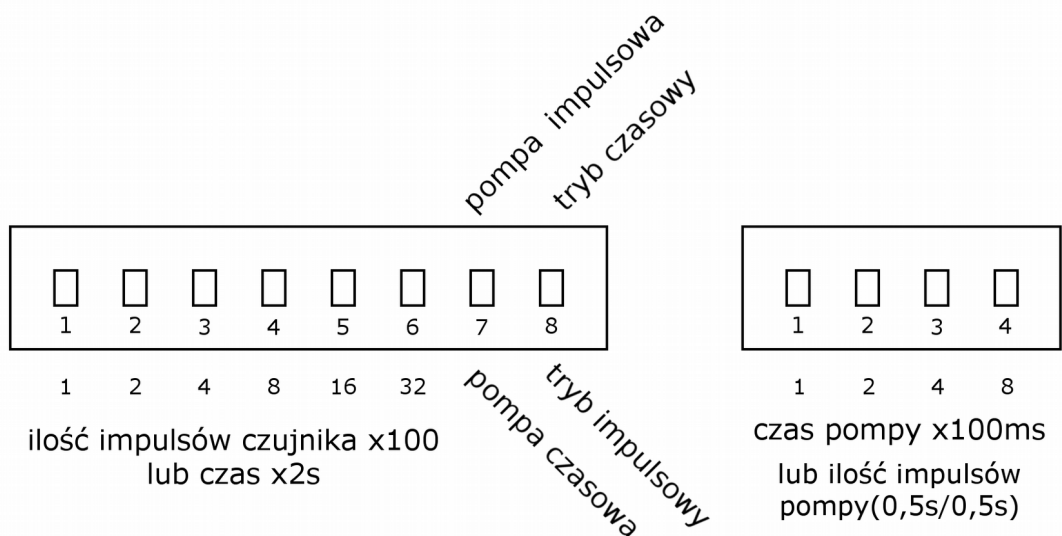 pompa impulsowa
tryb czasowy
1 2 3 4 5 6 7 8
1 2 4 8 16 32
pompa czasowa
tryb impulsowy
ilość impulsów czujnika x100
lub czas x2s
1 2 3 4
1 2 4 8
czas pompy x100ms
lub ilość impulsów
pompy(0,5s/0,5s)